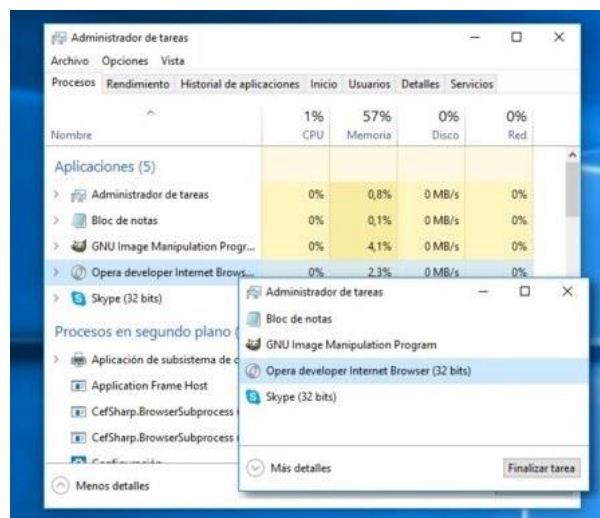 Administrador de tareas
Archivo Opciones Vista
Procesos Rendimiento Historial de aplicaciones Inicio Usuarios Detalles Servicios
1% 57% 0% 0%
Nombre CPU Memoria Disco Red
Aplicaciones (5)
Administrador de tareas 0% 0,8% 0 MB/s 0%
Bloc de notas 0% 0,1% 0 MB/s 0%
GNU Image Manipulation Progr... 0% 4,1% 0 MB/s 0%
Opera developer Internet Brows... 0% 2,3% 0 MB/s 0%
Skype (32 bits)
Procesos en segundo plano (
Aplicación de subsistema de c
Application Frame Host
CefSharp.BrowserSubprocess
CefSharp.BrowserSubprocess
Menos detalles
Administrador de tareas
Bloc de notas
GNU Image Manipulation Program
Opera developer Internet Browser (32 bits)
Skype (32 bits)
Más detalles
Finalizar tarea